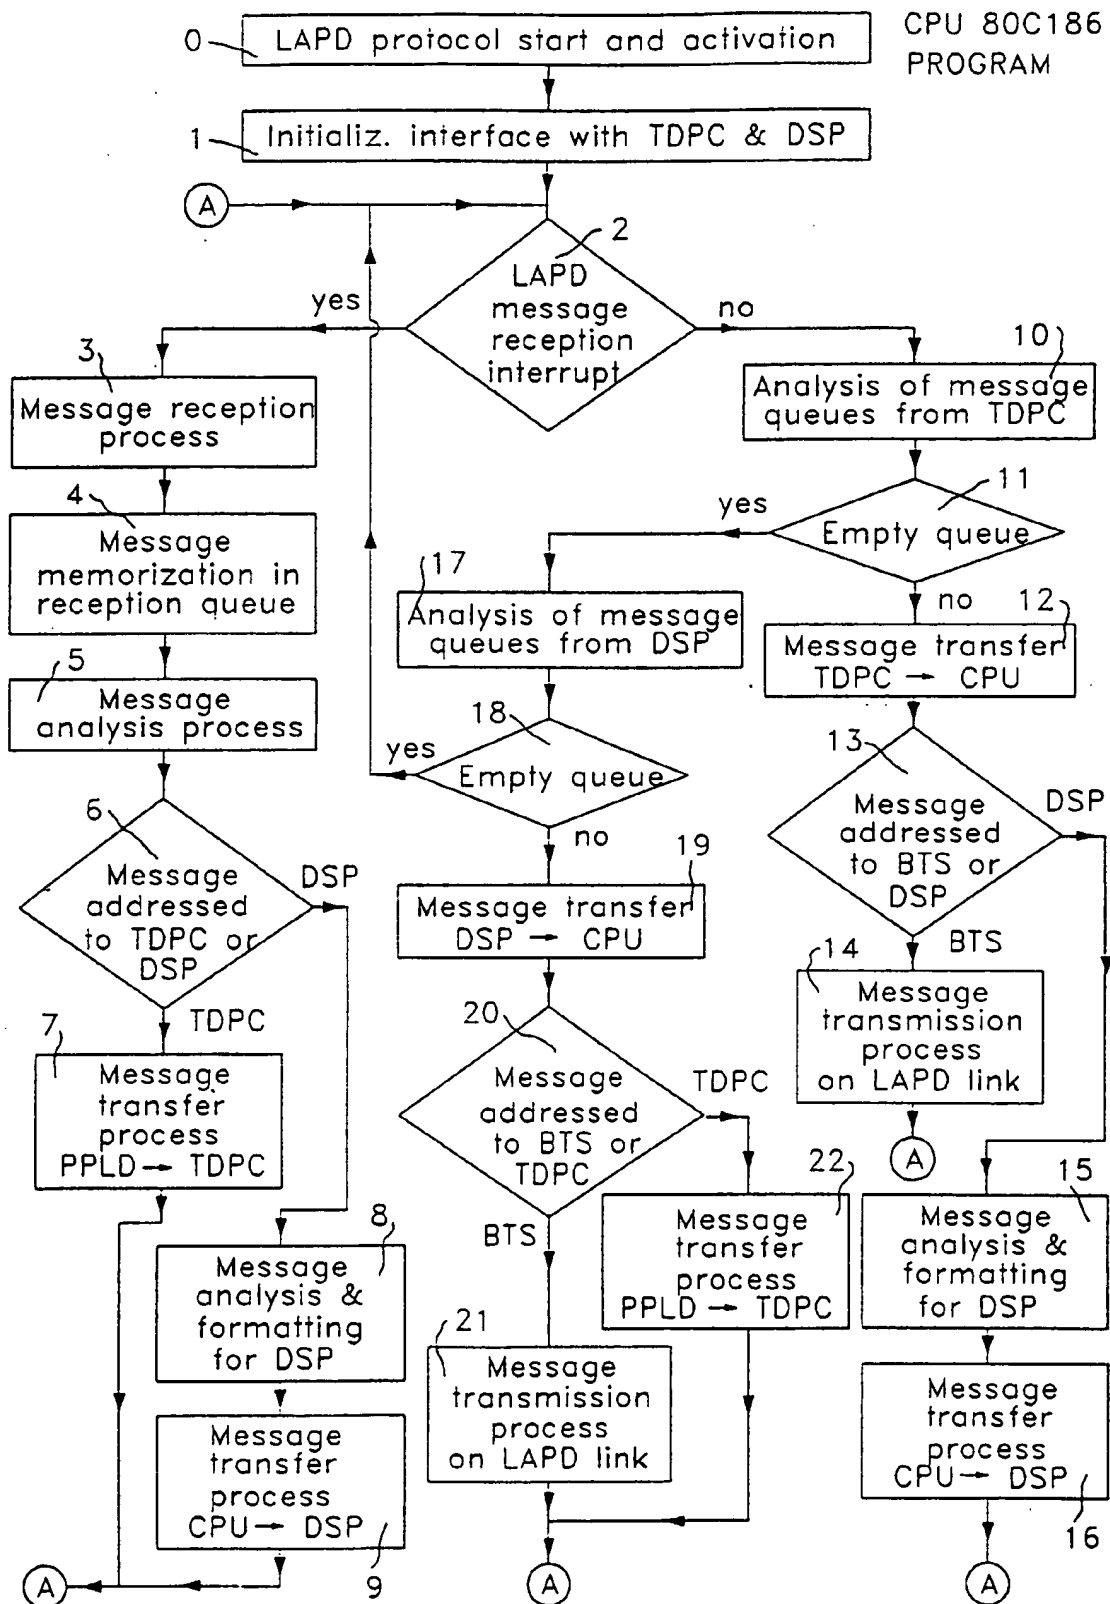 CPU 80C186
PROGRAM
0
LAPD protocol start and activation
1
Initializ. interface with TDPC & DSP
A
2
LAPD
message
reception
interrupt
yes
no
3
Message reception
process
4
Message
memorization in
reception queue
5
Message
analysis process
6
Message
addressed
to TDPC or
DSP
DSP
TDPC
7
Message
transfer
process
PPLD → TDPC
8
Message
analysis &
formatting
for DSP
Message
transfer
process
CPU → DSP
9
A
10
Analysis of message
queues from TDPC
11
Empty queue
yes
no
12
Message transfer
TDPC → CPU
13
Message
addressed
to BTS or
DSP
DSP
BTS
14
Message
transmission
process
on LAPD link
A
15
Message
analysis &
formatting
for DSP
Message
transfer
process
CPU → DSP
16
A
17
Analysis of message
queues from DSP
18
Empty queue
yes
no
19
Message transfer
DSP → CPU
20
Message
addressed
to BTS or
TDPC
TDPC
BTS
21
Message
transmission
process
on LAPD link
22
Message
transfer
process
PPLD → TDPC
A